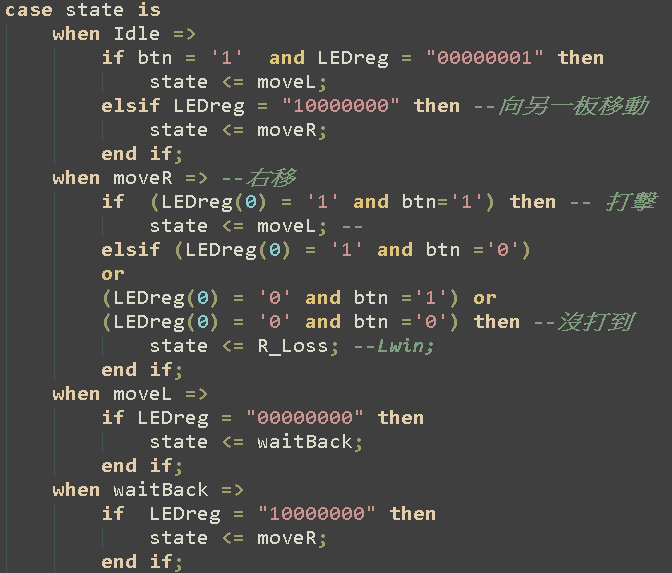 case state is
    when Idle =>
        if btn = '1'  and LEDreg = "00000001" then
            state <= moveL;
        elsif LEDreg = "10000000" then --向另一板移動
            state <= moveR;
        end if;
    when moveR => --右移
        if  (LEDreg(0) = '1' and btn='1') then -- 打擊
            state <= moveL; --
        elsif (LEDreg(0) = '1' and btn ='0')
        or
        (LEDreg(0) = '0' and btn ='1') or
        (LEDreg(0) = '0' and btn ='0') then --沒打到
            state <= R_Loss; --Lwin;
        end if;
    when moveL =>
        if LEDreg = "00000000" then
            state <= waitBack;
        end if;
    when waitBack =>
        if  LEDreg = "10000000" then
            state <= moveR;
        end if;